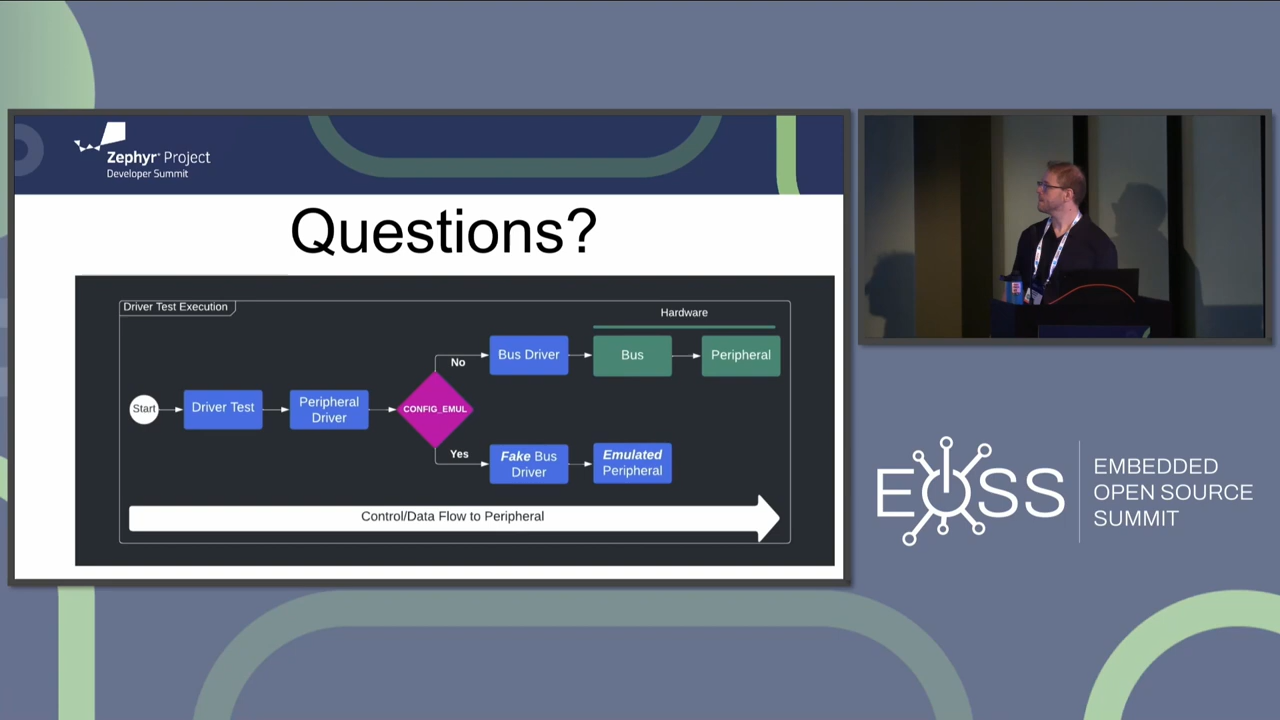 Zephyr® Project
Developer Summit
Questions?
Driver Test Execution
Hardware
No
Bus Driver
Bus
Peripheral
Start
Driver Test
Peripheral
Driver
CONFIG_EMUL
Yes
Fake Bus
Driver
Emulated
Peripheral
Control/Data Flow to Peripheral
EOSS
EMBEDDED
OPEN SOURCE
SUMMIT